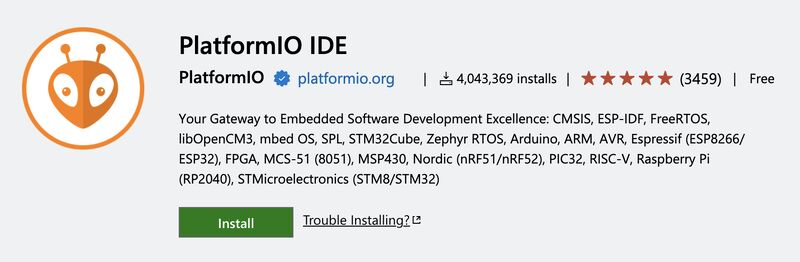 PlatformIO IDE
PlatformIO platformio.org | 4,043,369 installs | (3459) | Free
Your Gateway to Embedded Software Development Excellence: CMSIS, ESP-IDF, FreeRTOS,
libOpenCM3, mbed OS, SPL, STM32Cube, Zephyr RTOS, Arduino, ARM, AVR, Espressif (ESP8266/
ESP32), FPGA, MCS-51 (8051), MSP430, Nordic (nRF51/nRF52), PIC32, RISC-V, Raspberry Pi
(RP2040), STMicroelectronics (STM8/STM32)
Install Trouble Installing?